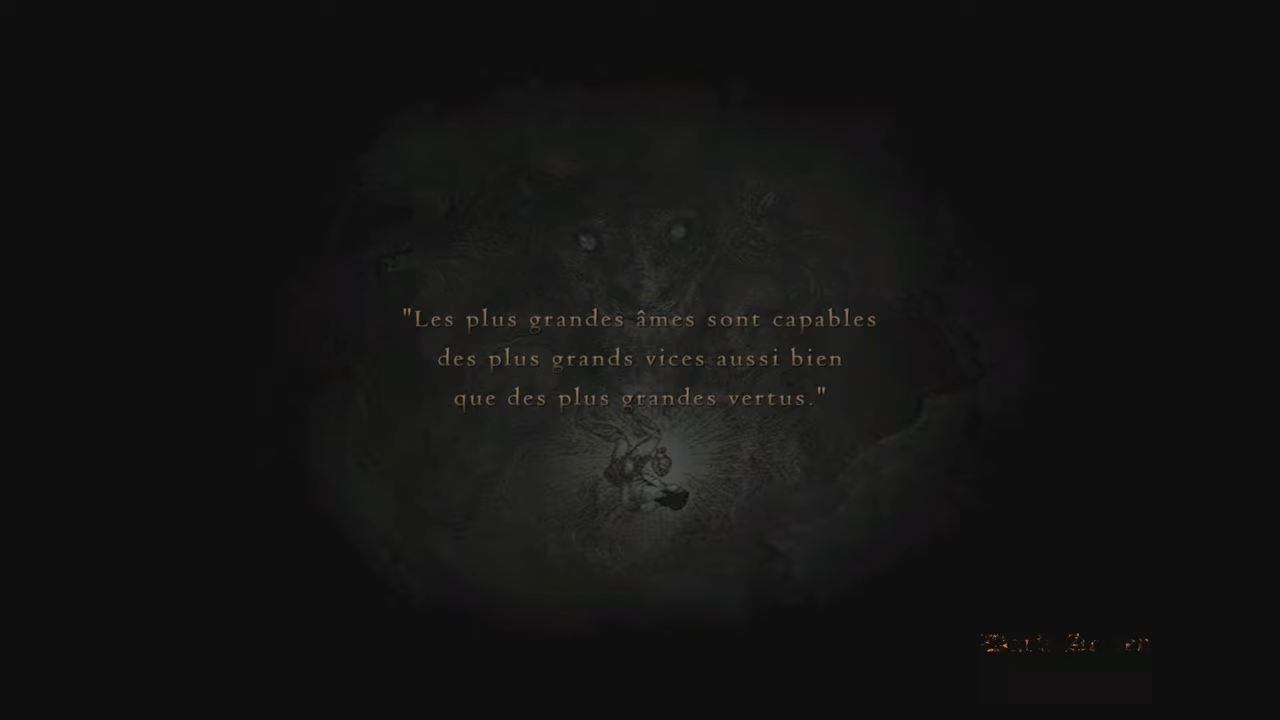 "Les plus grandes âmes sont capables
des plus grands vices aussi bien
que des plus grandes vertus."